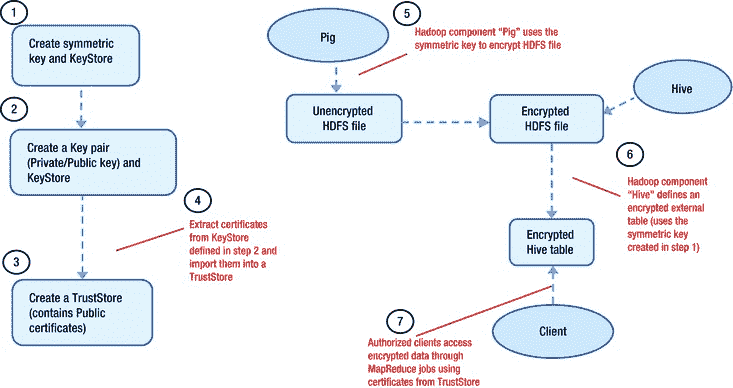 1
Create symmetric
key and KeyStore
2
Create a Key pair
(Private/Public key) and
KeyStore
4
Extract certificates
from KeyStore
defined in step 2 and
import them into a
TrustStore
3
Create a TrustStore
(contains Public
certificates)
5
Hadoop component “Pig” uses the
symmetric key to encrypt HDFS file
Pig
Unencrypted
HDFS file
Encrypted
HDFS file
Hive
6
Hadoop component
“Hive” defines an
encrypted external
table (uses the
symmetric key
created in step 1)
Encrypted
Hive table
7
Authorized clients access
encrypted data through
MapReduce jobs using
certificates from TrustStore
Client